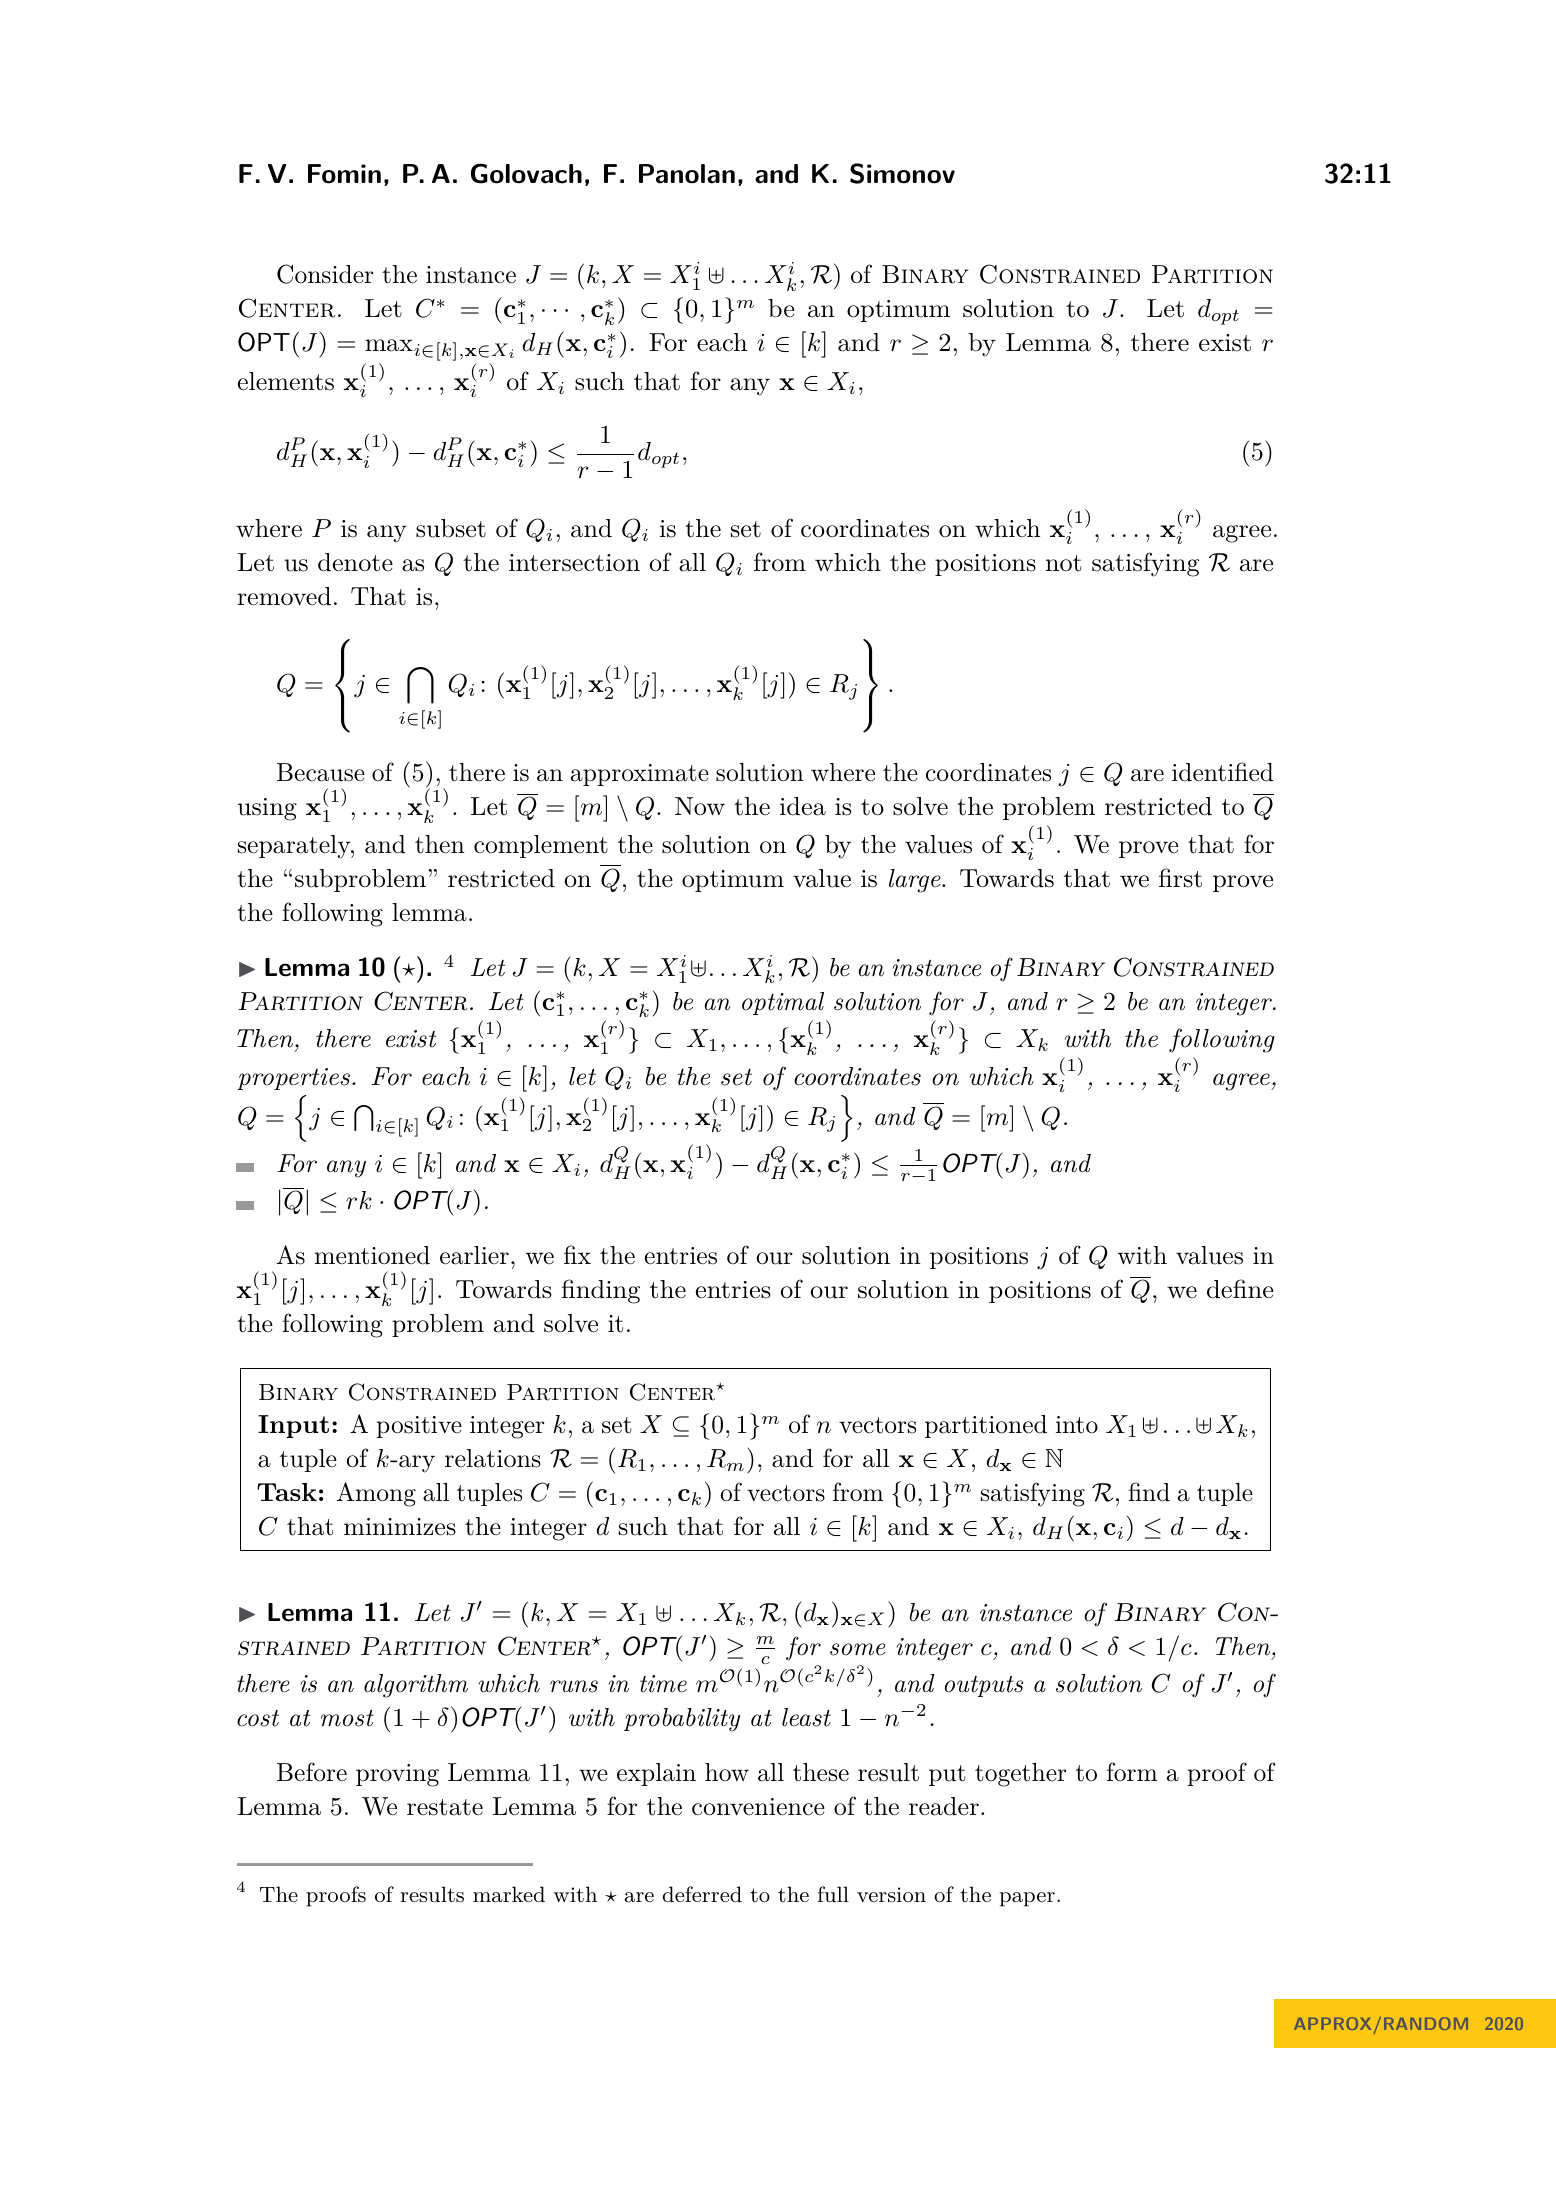 F. V. Fomin, P. A. Golovach, F. Panolan, and K. Simonov 32:11
Consider the instance J = (k, X = X_1^i ⊎ … X_k^i, R) of Binary Constrained Partition
Center. Let C* = (c_1^*, ⋯ , c_k^*) ⊂ {0, 1}^m be an optimum solution to J. Let d_opt =
OPT(J) = max_{i∈[k],x∈X_i} d_H(x, c_i^*). For each i ∈ [k] and r ≥ 2, by Lemma 8, there exist r
elements x_i^(1), …, x_i^(r) of X_i such that for any x ∈ X_i,
d_H^P(x, x_i^(1)) − d_H^P(x, c_i^*) ≤ \frac{1}{r − 1} d_opt, (5)
where P is any subset of Q_i, and Q_i is the set of coordinates on which x_i^(1), …, x_i^(r) agree.
Let us denote as Q the intersection of all Q_i from which the positions not satisfying R are
removed. That is,
Q = { j ∈ ⋂_{i∈[k]} Q_i : (x_1^(1)[j], x_2^(1)[j], …, x_k^(1)[j]) ∈ R_j } .
Because of (5), there is an approximate solution where the coordinates j ∈ Q are identified
using x_1^(1), …, x_k^(1). Let \overline{Q} = [m] \ Q. Now the idea is to solve the problem restricted to \overline{Q}
separately, and then complement the solution on Q by the values of x_i^(1). We prove that for
the “subproblem” restricted on \overline{Q}, the optimum value is large. Towards that we first prove
the following lemma.
▶ Lemma 10 (⋆). ⁴ Let J = (k, X = X_1^i ⊎ … X_k^i, R) be an instance of Binary Constrained
Partition Center. Let (c_1^*, …, c_k^*) be an optimal solution for J, and r ≥ 2 be an integer.
Then, there exist {x_1^(1), …, x_1^(r)} ⊂ X_1, …, {x_k^(1), …, x_k^(r)} ⊂ X_k with the following
properties. For each i ∈ [k], let Q_i be the set of coordinates on which x_i^(1), …, x_i^(r) agree,
Q = { j ∈ ⋂_{i∈[k]} Q_i : (x_1^(1)[j], x_2^(1)[j], …, x_k^(1)[j]) ∈ R_j }, and \overline{Q} = [m] \ Q.
For any i ∈ [k] and x ∈ X_i, d_H^Q(x, x_i^(1)) − d_H^Q(x, c_i^*) ≤ \frac{1}{r−1} OPT(J), and
|\overline{Q}| ≤ rk · OPT(J).
As mentioned earlier, we fix the entries of our solution in positions j of Q with values in
x_1^(1)[j], …, x_k^(1)[j]. Towards finding the entries of our solution in positions of \overline{Q}, we define
the following problem and solve it.
Binary Constrained Partition Center⋆
Input: A positive integer k, a set X ⊆ {0, 1}^m of n vectors partitioned into X_1 ⊎ … ⊎ X_k,
a tuple of k-ary relations R = (R_1, …, R_m), and for all x ∈ X, d_x ∈ ℕ
Task: Among all tuples C = (c_1, …, c_k) of vectors from {0, 1}^m satisfying R, find a tuple
C that minimizes the integer d such that for all i ∈ [k] and x ∈ X_i, d_H(x, c_i) ≤ d − d_x.
▶ Lemma 11. Let J′ = (k, X = X_1 ⊎ … X_k, R, (d_x)_{x∈X}) be an instance of Binary Con-
strained Partition Center⋆, OPT(J′) ≥ \frac{m}{c} for some integer c, and 0 < δ < 1/c. Then,
there is an algorithm which runs in time m^{O(1)} n^{O(c²k/δ²)}, and outputs a solution C of J′, of
cost at most (1 + δ)OPT(J′) with probability at least 1 − n^{−2}.
Before proving Lemma 11, we explain how all these result put together to form a proof of
Lemma 5. We restate Lemma 5 for the convenience of the reader.
⁴ The proofs of results marked with ⋆ are deferred to the full version of the paper.
APPROX/RANDOM 2020